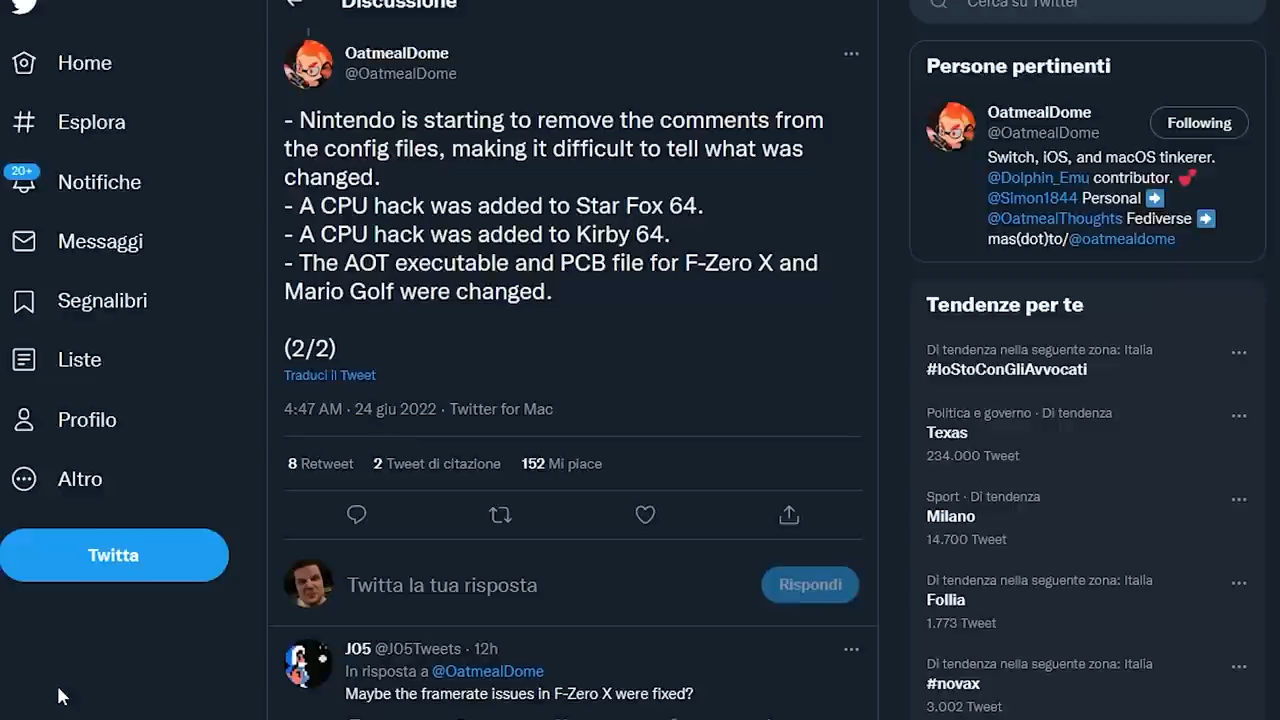 Discussione
Cerca su Twitter
Home
Esplora
20+
Notifiche
Messaggi
Segnalibri
Liste
Profilo
Altro
Twitta
OatmealDome
@OatmealDome
- Nintendo is starting to remove the comments from
the config files, making it difficult to tell what was
changed.
- A CPU hack was added to Star Fox 64.
- A CPU hack was added to Kirby 64.
- The AOT executable and PCB file for F-Zero X and
Mario Golf were changed.
(2/2)
Traduci il Tweet
4:47 AM · 24 giu 2022 · Twitter for Mac
8 Retweet 2 Tweet di citazione 152 Mi piace
Twitta la tua risposta
Rispondi
J05 @J05Tweets · 12h
In risposta a @OatmealDome
Maybe the framerate issues in F-Zero X were fixed?
Persone pertinenti
OatmealDome
@OatmealDome
Following
Switch, iOS, and macOS tinkerer.
@Dolphin_Emu contributor. 💕
@Simon1844 Personal ➡️
@OatmealThoughts Fediverse ➡️
mas(dot)to/@oatmealdome
Tendenze per te
Di tendenza nella seguente zona: Italia
#IoStoConGliAvvocati
Politica e governo · Di tendenza
Texas
234.000 Tweet
Sport · Di tendenza
Milano
14.700 Tweet
Di tendenza nella seguente zona: Italia
Follia
1.773 Tweet
Di tendenza nella seguente zona: Italia
#novax
3.002 Tweet